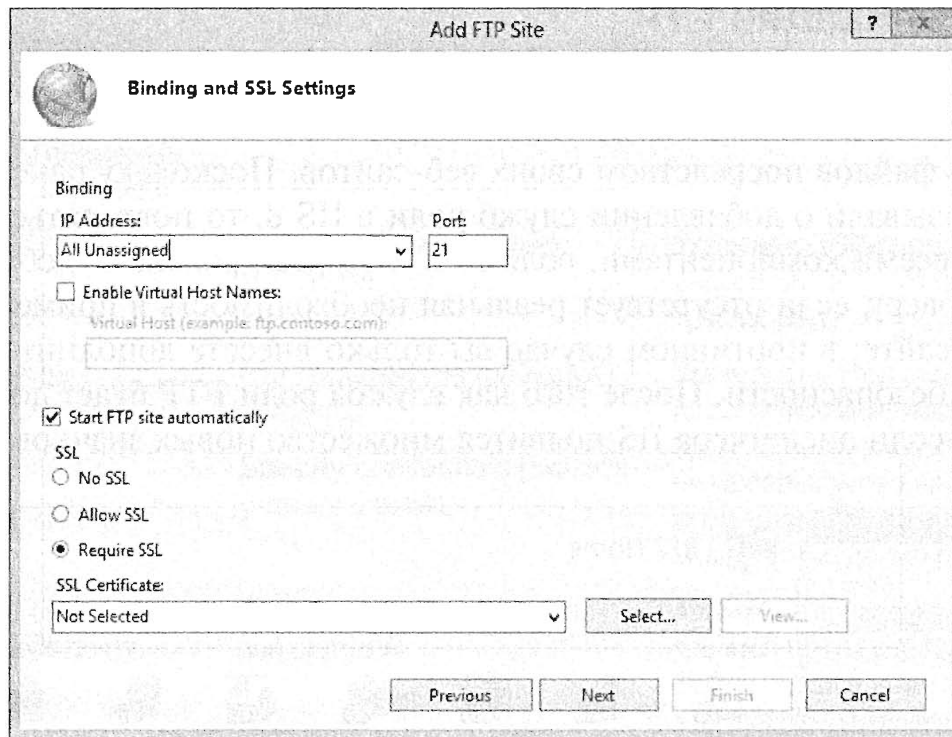 Add FTP Site
?
Binding and SSL Settings
Binding
IP Address:
Port:
All Unassigned
21
Enable Virtual Host Names:
Virtual Host (example: ftp.contoso.com):
Start FTP site automatically
SSL
No SSL
Allow SSL
Require SSL
SSL Certificate:
Not Selected
Select...
View...
Previous
Next
Finish
Cancel